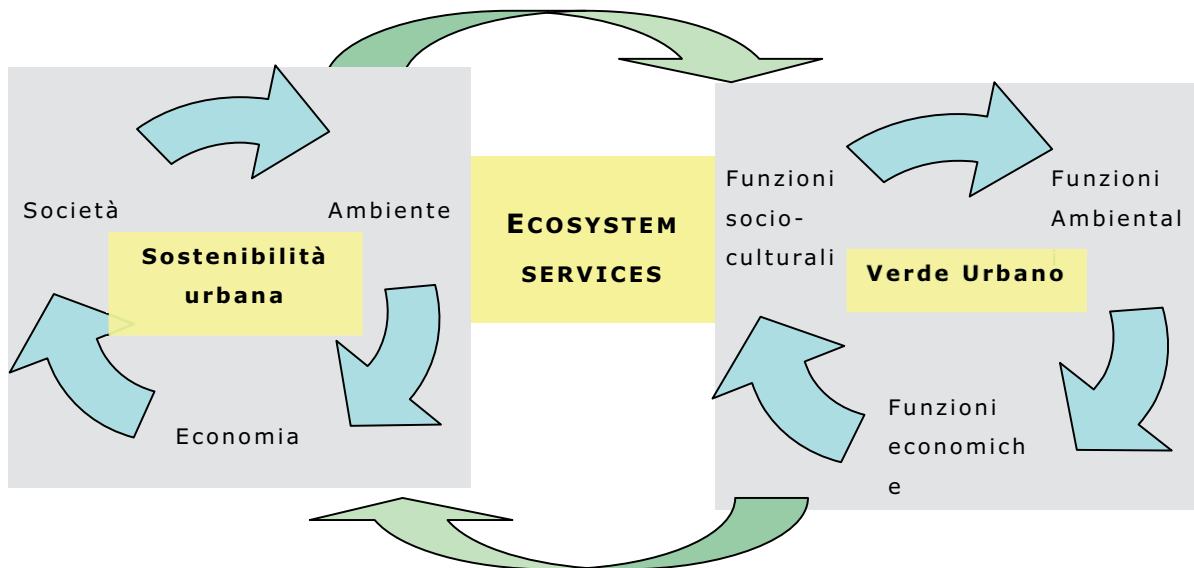 Società
Ambiente
Sostenibilità
urbana
Economia
ECOSYSTEM
SERVICES
Funzioni
socio-
culturali
Funzioni
Ambiental
i
Verde Urbano
Funzioni
economich
e